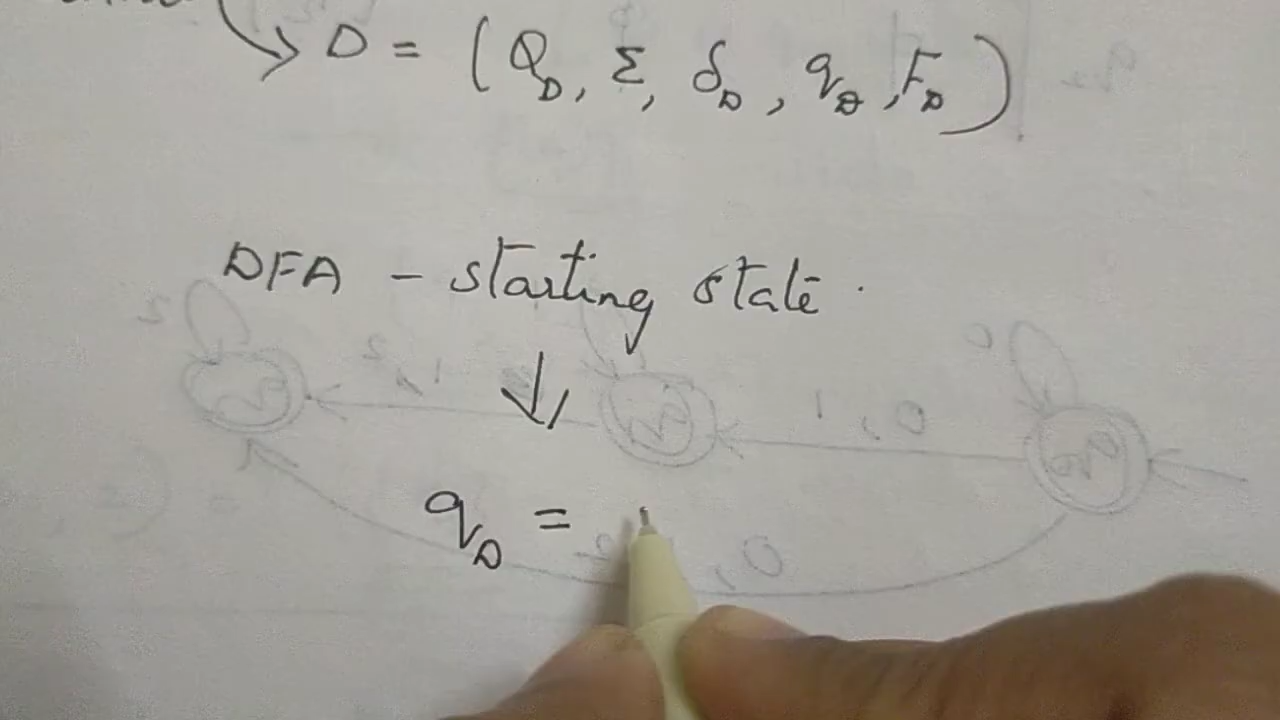 D = (Q_D, Σ, δ_D, q_D, F_D)
DFA – starting state.
q_D =